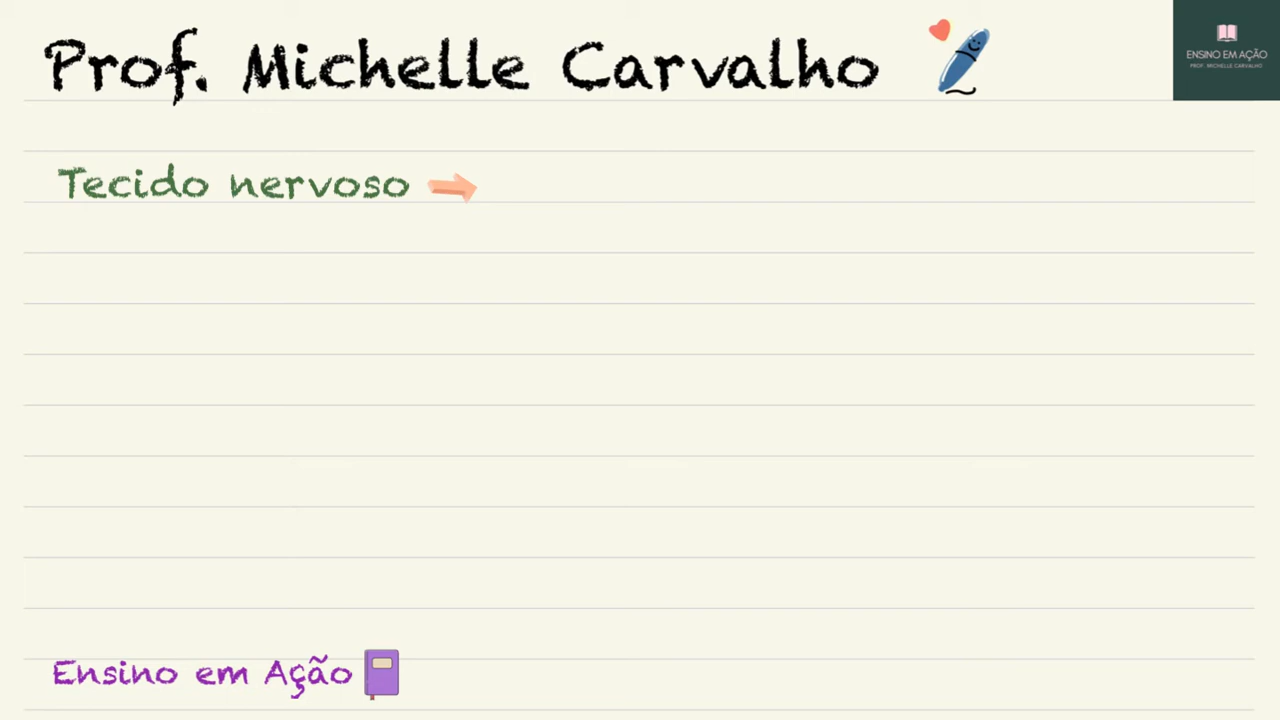 Prof. Michelle Carvalho
ENSINO EM AÇÃO
PROF. MICHELLE CARVALHO
Tecido nervoso
Ensino em Ação